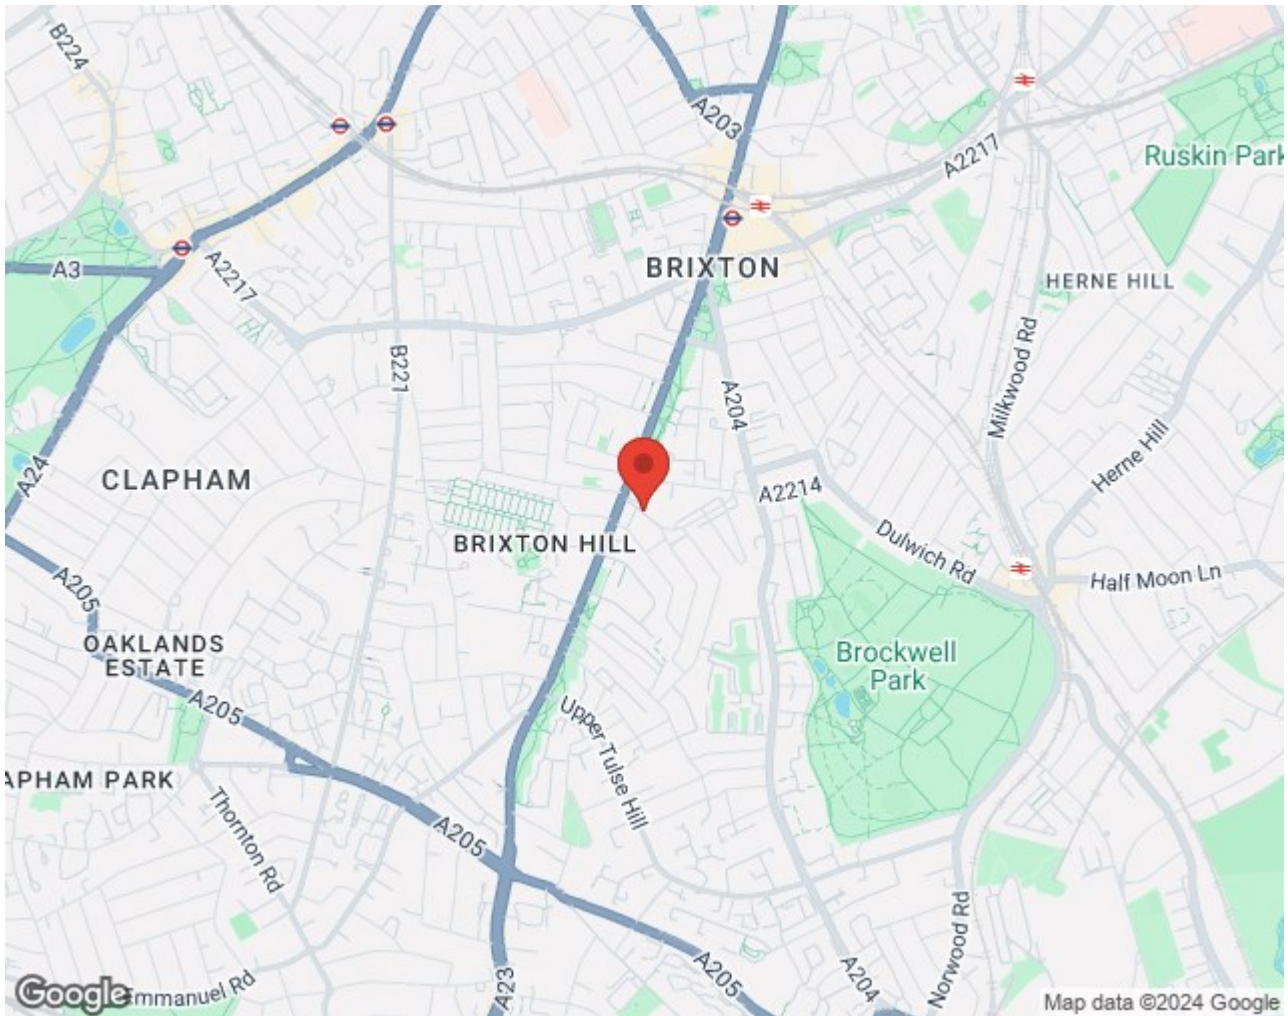 B224
A203
A2217
Ruskin Park
A3
A2217
BRIXTON
HERNE HILL
B221
A204
Milkwood Rd
A24
CLAPHAM
A2214
Herne Hill
BRIXTON HILL
Dulwich Rd
A205
Half Moon Ln
OAKLANDS
ESTATE
Brockwell
Park
A205
Upper Tulse Hill
APHAM PARK
Thornton Rd
A205
Norwood Rd
A205
A204
A23
Emmanuel Rd
Google
Map data ©2024 Google